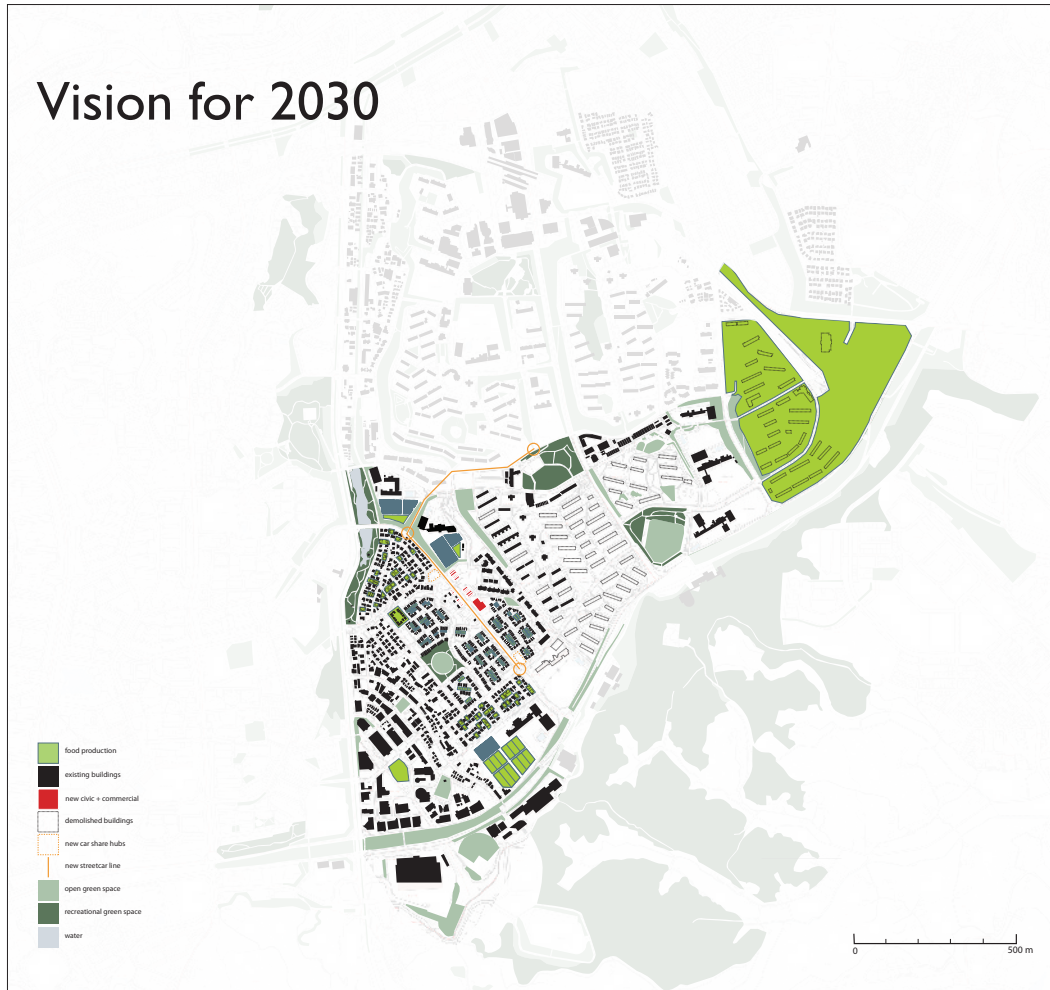 Vision for 2030
food production
existing buildings
new civic + commercial
demolished buildings
new car share hubs
new streetcar line
open green space
recreational green space
water
0
500 m